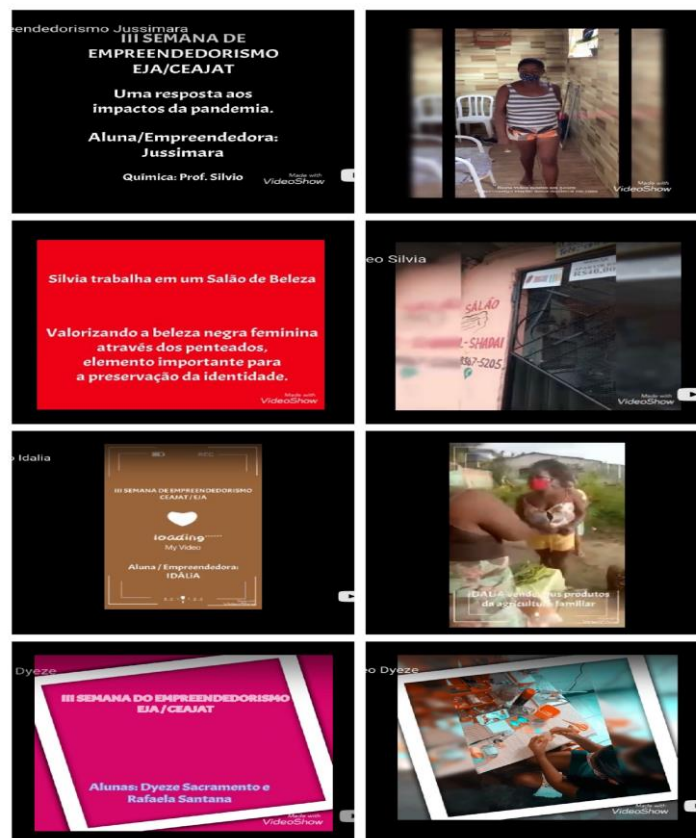 eendedorismo Jussimara
III SEMANA DE
EMPREENDEDORISMO
EJA/CEAJAT
Uma resposta aos
impactos da pandemia.
Aluna/Empreendedora:
Jussimara
Química: Prof. Silvio
Made with
VideoShow
Made with
VideoShow
Silvia trabalha em um Salão de Beleza
Valorizando a beleza negra feminina
através dos penteados,
elemento importante para
a preservação da identidade.
Made with
VideoShow
eo Silvia
SALÃO
L-SHADAI
-5205
Made with
VideoShow
o Idalia
III SEMANA DE EMPREENDEDORISMO
CEAJAT / EJA
loading
My Video
Aluna / Empreendedora:
IDÁLIA
IDÁLIA vende seus produtos
da agricultura familiar
Dyeze
III SEMANA DO EMPREENDEDORISMO
EJA / CEAJAT
Alunas: Dyeze Sacramento e
Rafaela Santana
Made with
VideoShow
eo Dyeze
Made with
VideoShow